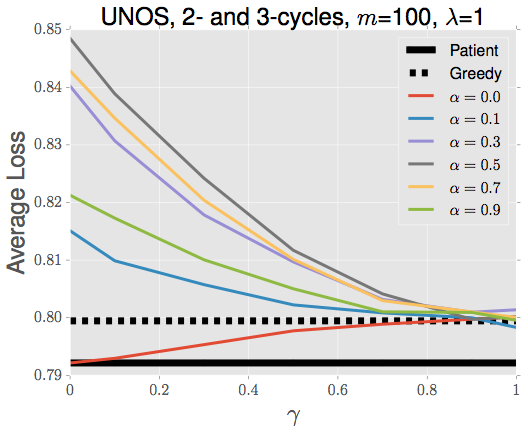 UNOS, 2- and 3-cycles, m=100, λ=1
0.85
0.84
0.83
0.82
0.81
0.80
0.79
Average Loss
Patient
Greedy
α = 0.0
α = 0.1
α = 0.3
α = 0.5
α = 0.7
α = 0.9
0 0.2 0.4 0.6 0.8 1
γ